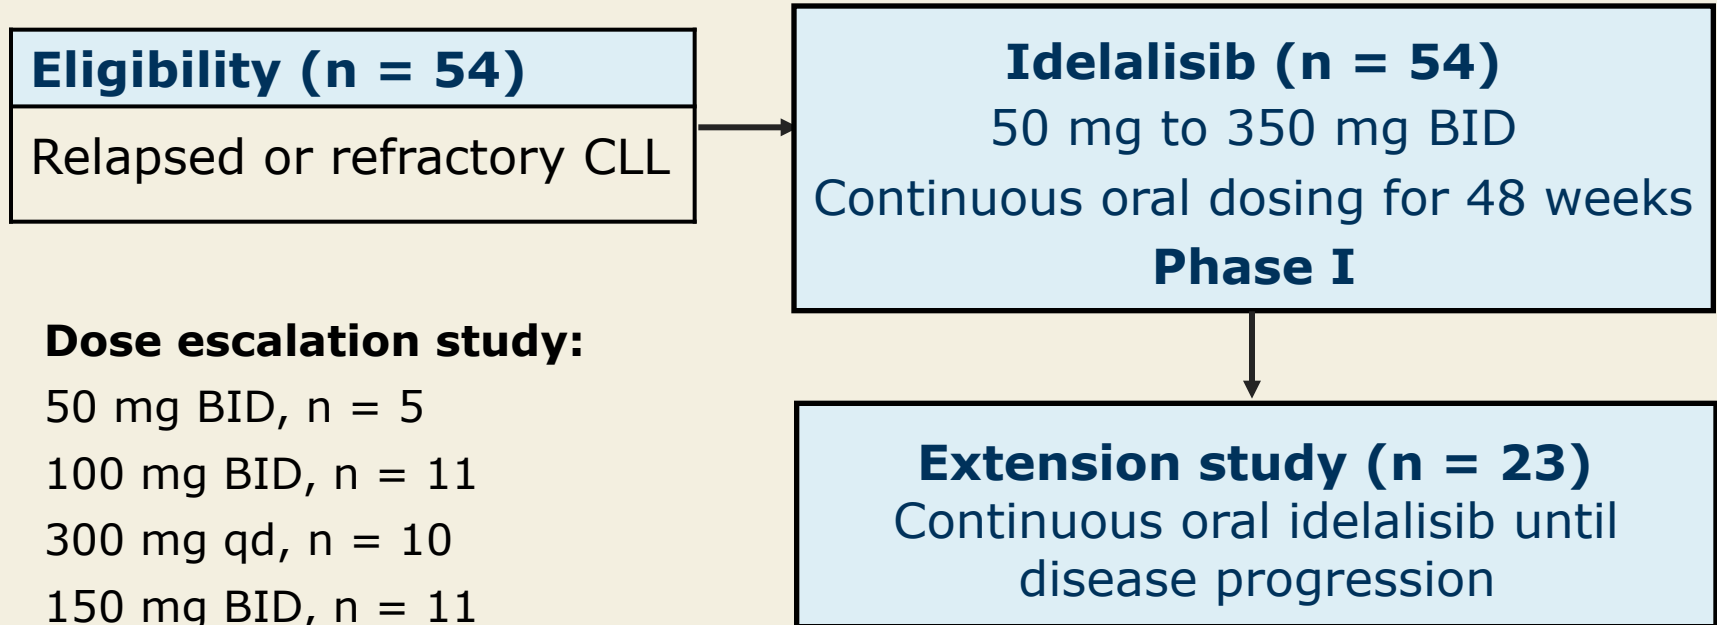 Eligibility (n = 54)
Relapsed or refractory CLL
Idelalisib (n = 54)
50 mg to 350 mg BID
Continuous oral dosing for 48 weeks
Phase I
Dose escalation study:
50 mg BID, n = 5
100 mg BID, n = 11
300 mg qd, n = 10
150 mg BID, n = 11
Extension study (n = 23)
Continuous oral idelalisib until
disease progression